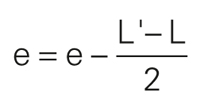 e = e - L'- L / 2